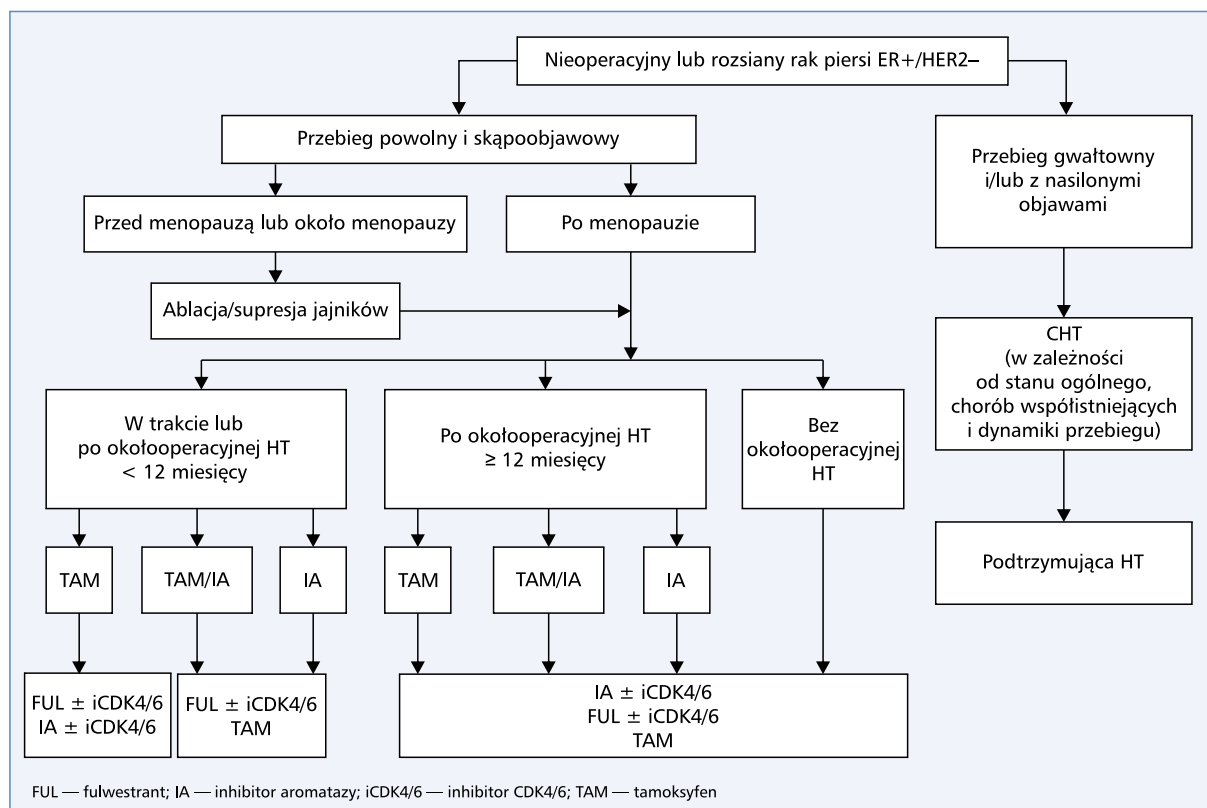 Nieoperacyjny lub rozsiany rak piersi ER+/HER2–
Przebieg powolny i skąpoobjawowy
Przebieg gwałtowny
i/lub z nasilonymi
objawami
Przed menopauzą lub około menopauzy
Po menopauzie
Ablacja/supresja jajników
CHT
(w zależności
od stanu ogólnego,
chorób współistniejących
i dynamiki przebiegu)
W trakcie lub
po okołooperacyjnej HT
< 12 miesięcy
Po okołooperacyjnej HT
≥ 12 miesięcy
Bez
okołooperacyjnej
HT
Podtrzymująca HT
TAM
TAM/IA
IA
TAM
TAM/IA
IA
FUL ± iCDK4/6
IA ± iCDK4/6
FUL ± iCDK4/6
TAM
IA ± iCDK4/6
FUL ± iCDK4/6
TAM
FUL — fulwestrant; IA — inhibitor aromatazy; iCDK4/6 — inhibitor CDK4/6; TAM — tamoksyfen